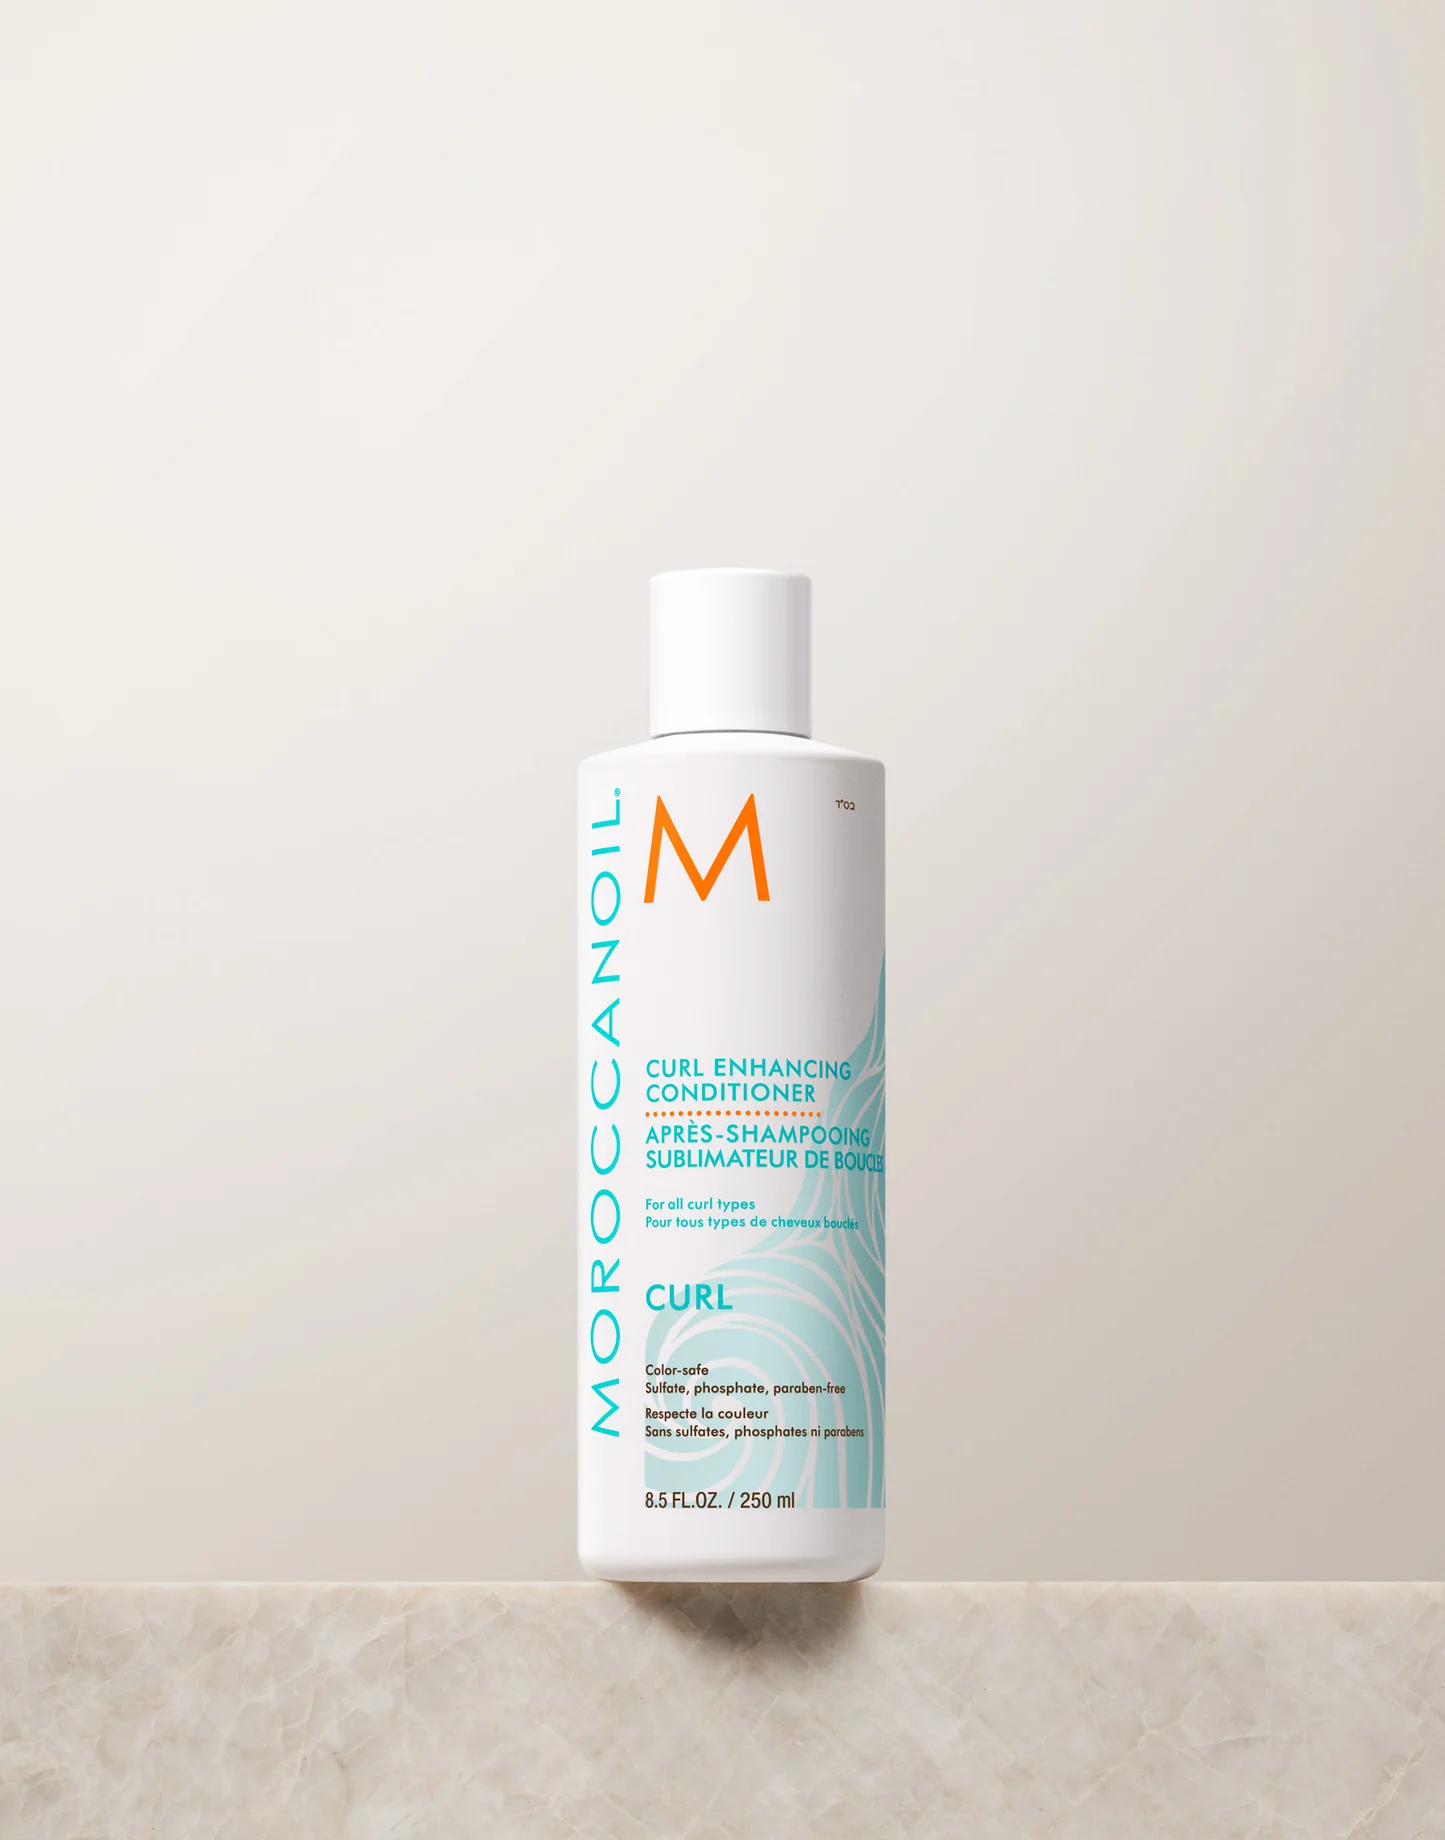 MOROCCANOIL®
M
בס"ד
CURL ENHANCING
CONDITIONER
APRÈS-SHAMPOOING
SUBLIMATEUR DE BOUCLES
For all curl types
Pour tous types de cheveux bouclés
CURL
Color-safe
Sulfate, phosphate, paraben-free
Respecte la couleur
Sans sulfates, phosphates ni parabens
8.5 FL.OZ. / 250 ml